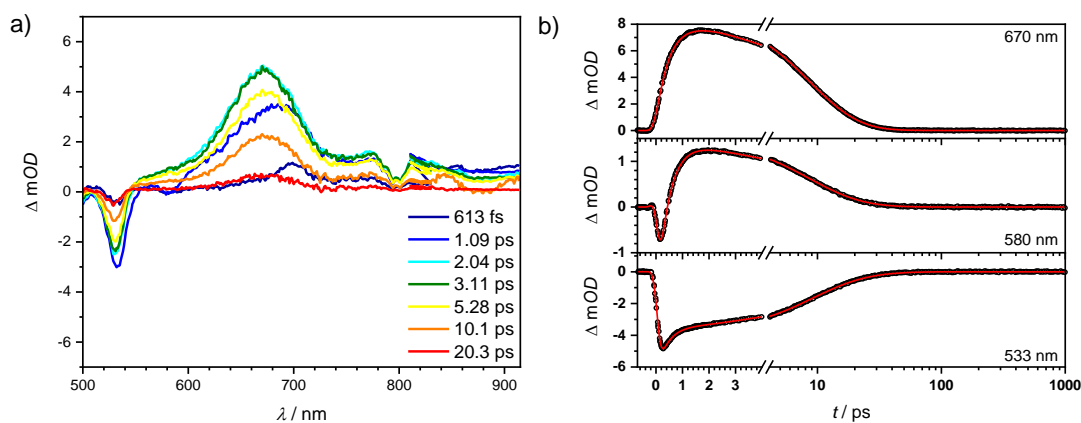 a)
Δ mOD
6
4
2
0
-2
-4
-6
500
600
700
800
900
λ / nm
613 fs
1.09 ps
2.04 ps
3.11 ps
5.28 ps
10.1 ps
20.3 ps
b)
Δ mOD
8
6
4
2
0
670 nm
Δ mOD
1
0
-1
580 nm
Δ mOD
0
-2
-4
-6
533 nm
0
1
2
3
10
100
1000
t / ps